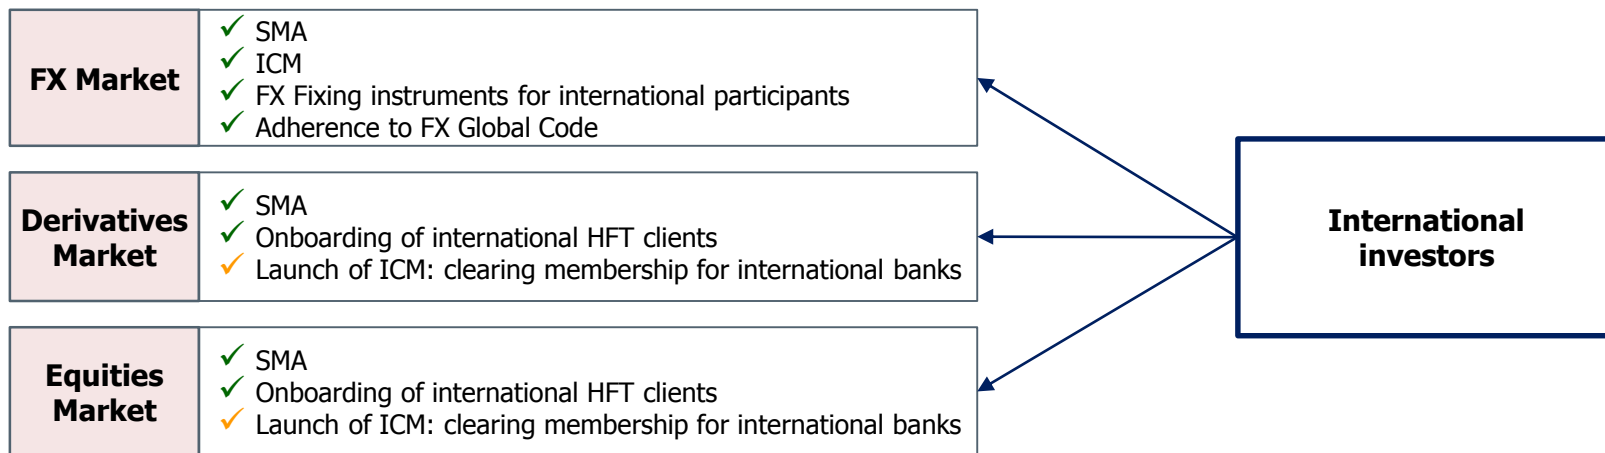 FX Market
SMA
ICM
FX Fixing instruments for international participants
Adherence to FX Global Code
Derivatives
Market
SMA
Onboarding of international HFT clients
Launch of ICM: clearing membership for international banks
Equities
Market
SMA
Onboarding of international HFT clients
Launch of ICM: clearing membership for international banks
International
investors